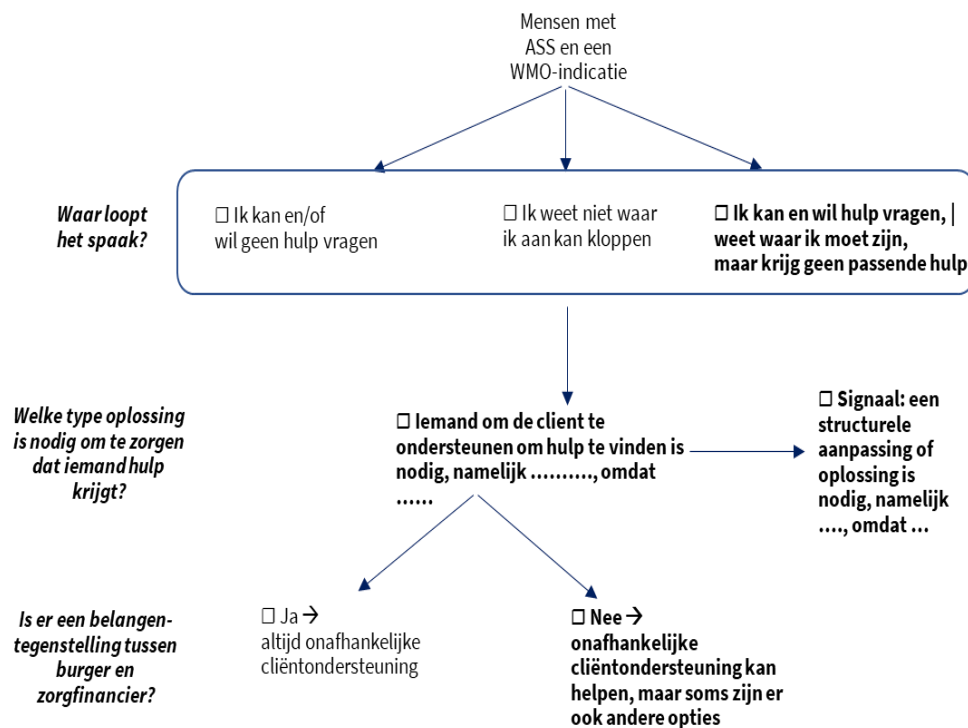 Mensen met
ASS en een
WMO-indicatie
Waar loopt
het spaak?
☐ Ik kan en/of
wil geen hulp vragen
☐ Ik weet niet waar
ik aan kan kloppen
☐ Ik kan en wil hulp vragen, |
weet waar ik moet zijn,
maar krijg geen passende hulp
Welke type oplossing
is nodig om te zorgen
dat iemand hulp
krijgt?
☐ Iemand om de client te
ondersteunen om hulp te vinden is
nodig, namelijk ………., omdat
……
☐ Signaal: een
structurele
aanpassing of
oplossing is
nodig, namelijk
…., omdat …
Is er een belangen-
tegenstelling tussen
burger en
zorgfinancier?
☐ Ja →
altijd onafhankelijke
cliëntondersteuning
☐ Nee →
onafhankelijke
cliëntondersteuning kan
helpen, maar soms zijn er
ook andere opties